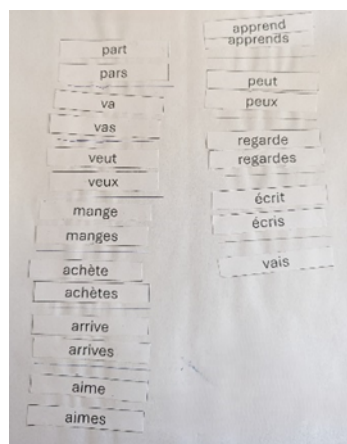 part
pars
va
vas
veut
veux
mange
manges
achète
achètes
arrive
arrives
aime
aimes
apprend
apprends
peut
peux
regarde
regardes
écrit
écris
vais